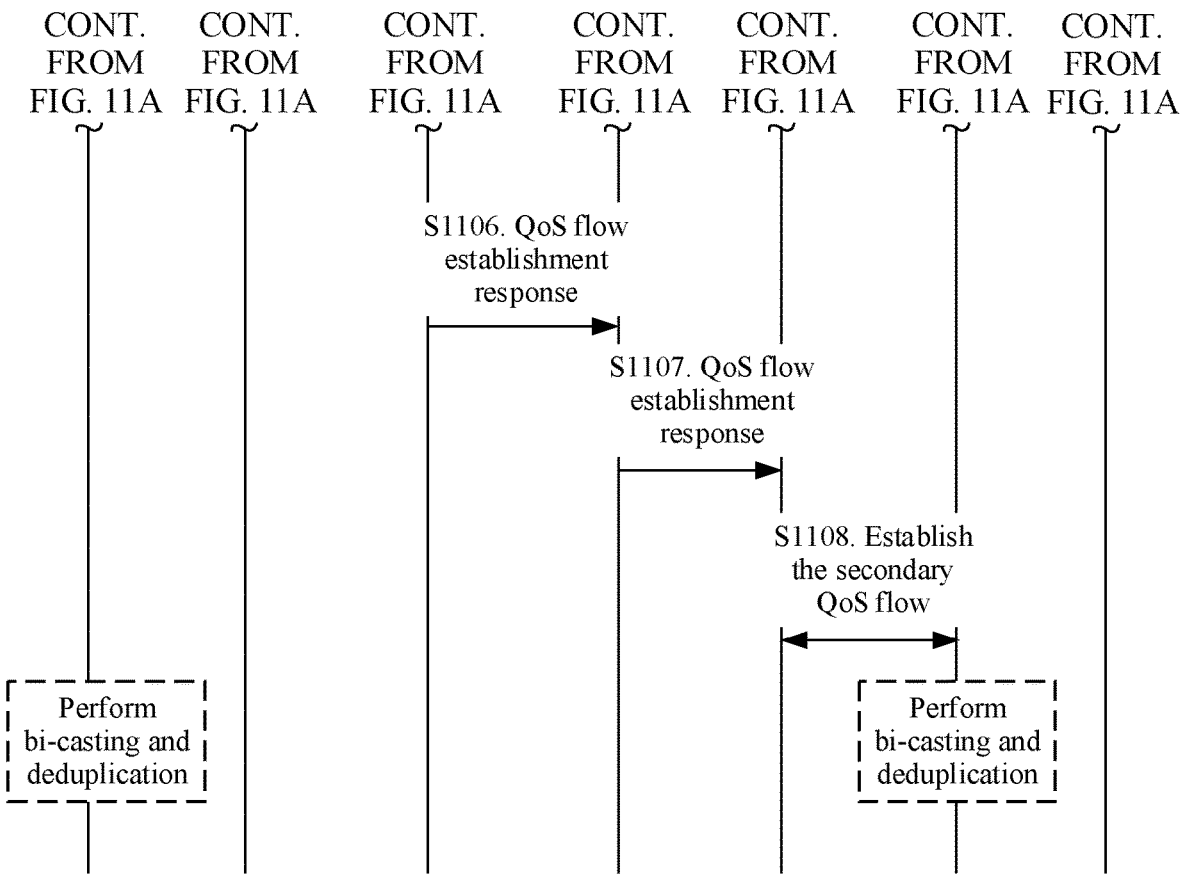 CONT. FROM FIG. 11A
CONT. FROM FIG. 11A
CONT. FROM FIG. 11A
CONT. FROM FIG. 11A
CONT. FROM FIG. 11A
CONT. FROM FIG. 11A
CONT. FROM FIG. 11A
S1106. QoS flow
establishment
response
S1107. QoS flow
establishment
response
S1108. Establish
the secondary
QoS flow
Perform
bi-casting and
deduplication
Perform
bi-casting and
deduplication